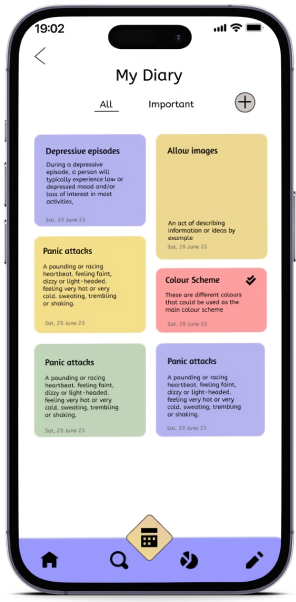 19:02
My Diary
All
Important
Depressive episodes
During a depressive
episode, a person will
typically experience low or
depressed mood and/or
loss of interest in most
activities,
Sat, 29 June 23
Allow images
An act of describing
information or ideas by
example
Sat, 29 June 23
Panic attacks
A pounding or racing
heartbeat. feeling faint,
dizzy or light-headed.
feeling very hot or very
cold. sweating, trembling
or shaking.
Sat, 29 June 23
Colour Scheme
These are different colours
that could be used as the
main colour scheme
Sat, 29 June 23
Panic attacks
A pounding or racing
heartbeat. feeling faint,
dizzy or light-headed.
feeling very hot or very
cold. sweating, trembling
or shaking.
Sat, 29 June 23
Panic attacks
A pounding or racing
heartbeat. feeling faint,
dizzy or light-headed.
feeling very hot or very
cold. sweating, trembling
or shaking.
Sat, 29 June 23